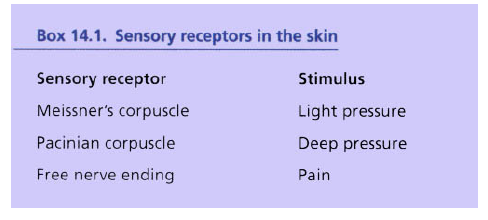 Box 14.1. Sensory receptors in the skin
Sensory receptor Stimulus
Meissner's corpuscle Light pressure
Pacinian corpuscle Deep pressure
Free nerve ending Pain